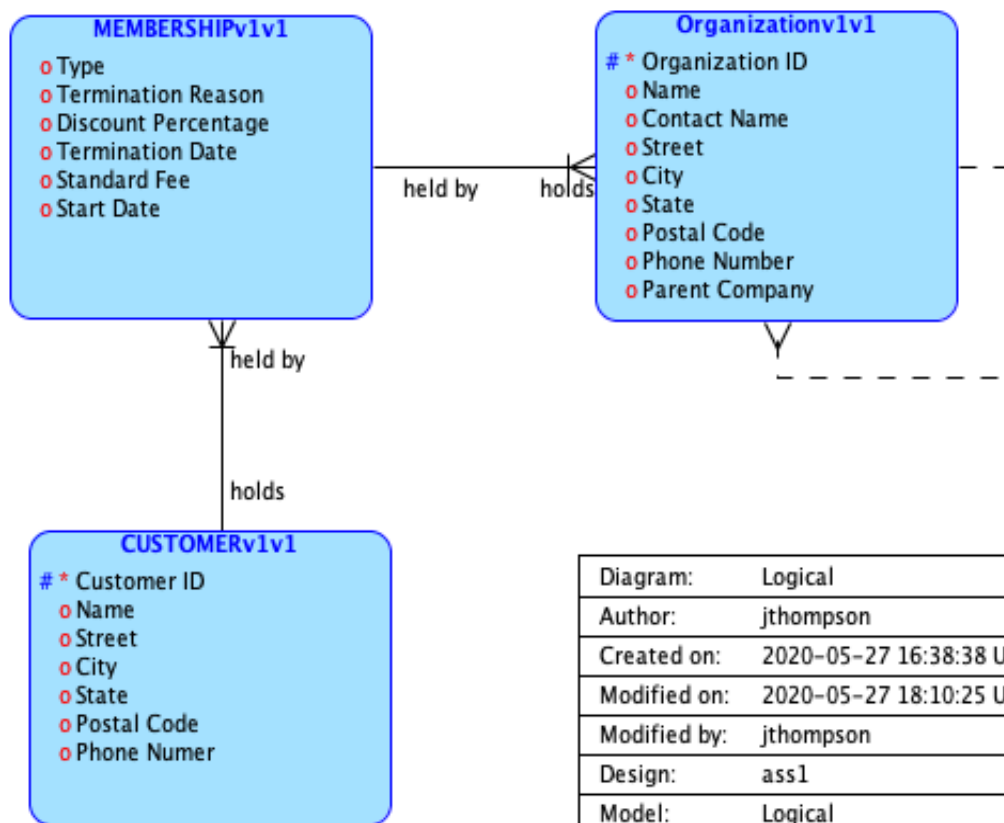 MEMBERSHIPv1v1
o Type
o Termination Reason
o Discount Percentage
o Termination Date
o Standard Fee
o Start Date
held by
holds
Organizationv1v1
# * Organization ID
o Name
o Contact Name
o Street
o City
o State
o Postal Code
o Phone Number
o Parent Company
held by
holds
CUSTOMERv1v1
# * Customer ID
o Name
o Street
o City
o State
o Postal Code
o Phone Numer
Diagram: Logical
Author: jthompson
Created on: 2020-05-27 16:38:38 U
Modified on: 2020-05-27 18:10:25 U
Modified by: jthompson
Design: ass1
Model: Logical